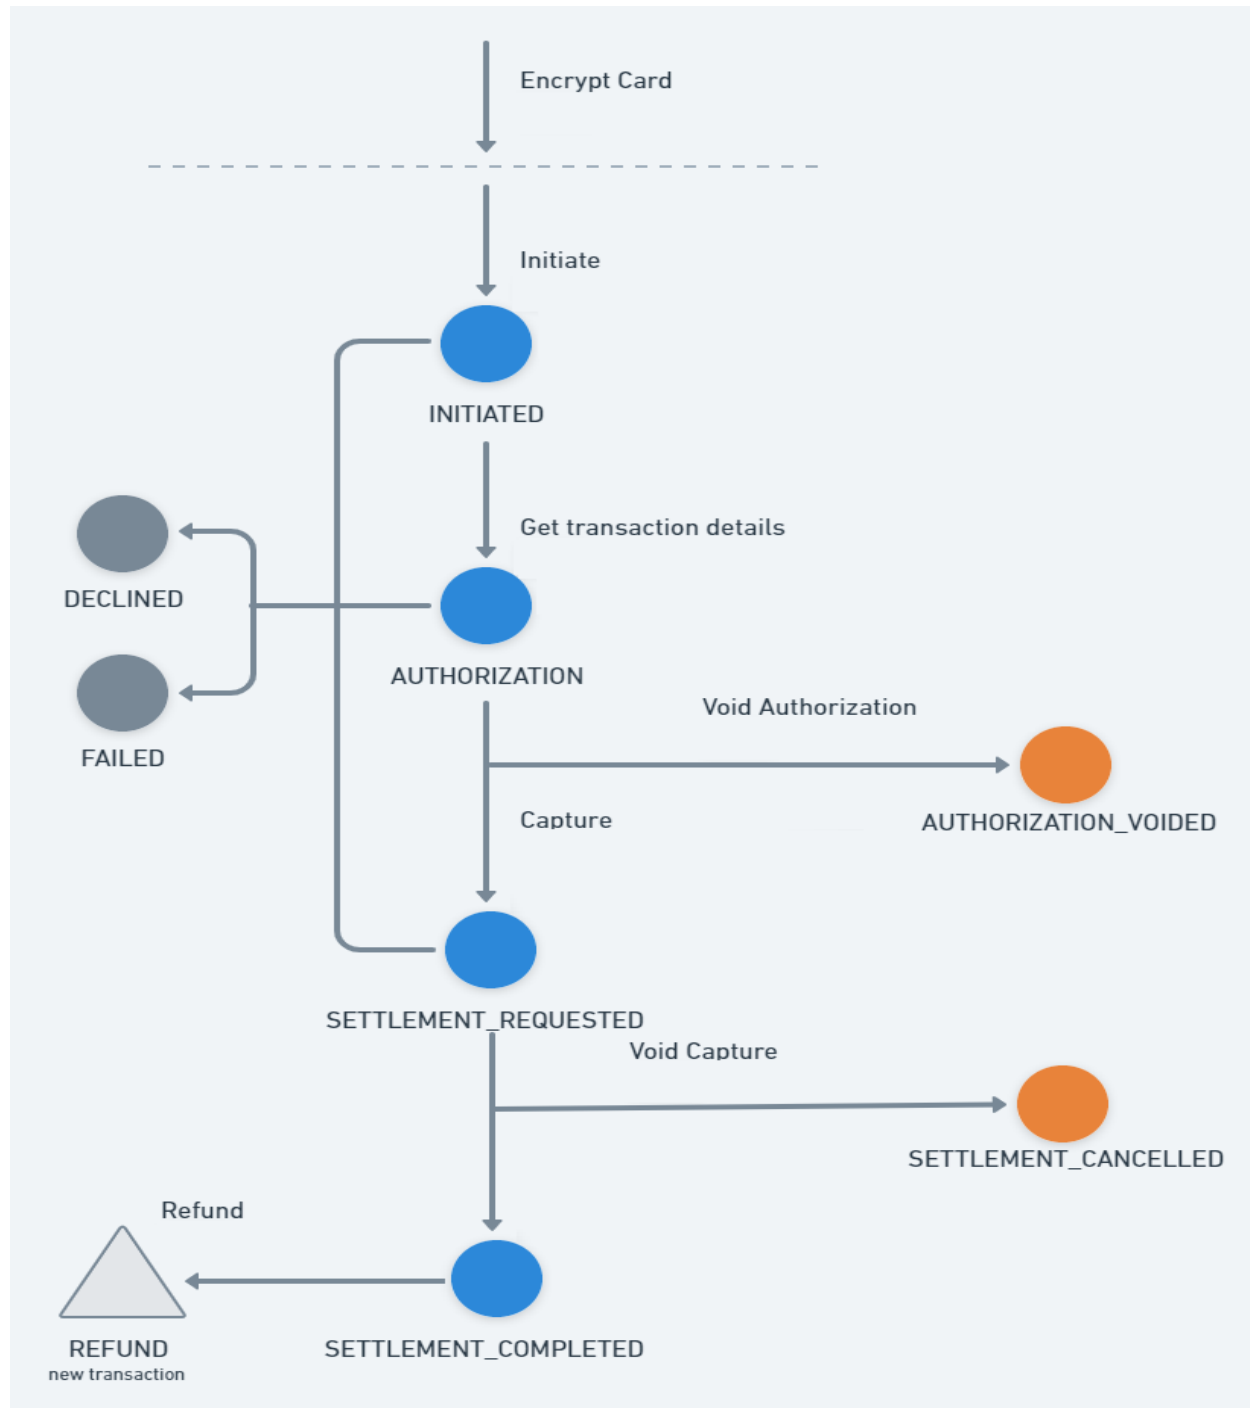 Encrypt Card
Initiate
INITIATED
Get transaction details
DECLINED
AUTHORIZATION
Void Authorization
FAILED
Capture
AUTHORIZATION_VOIDED
SETTLEMENT_REQUESTED
Void Capture
SETTLEMENT_CANCELLED
Refund
REFUND
new transaction
SETTLEMENT_COMPLETED